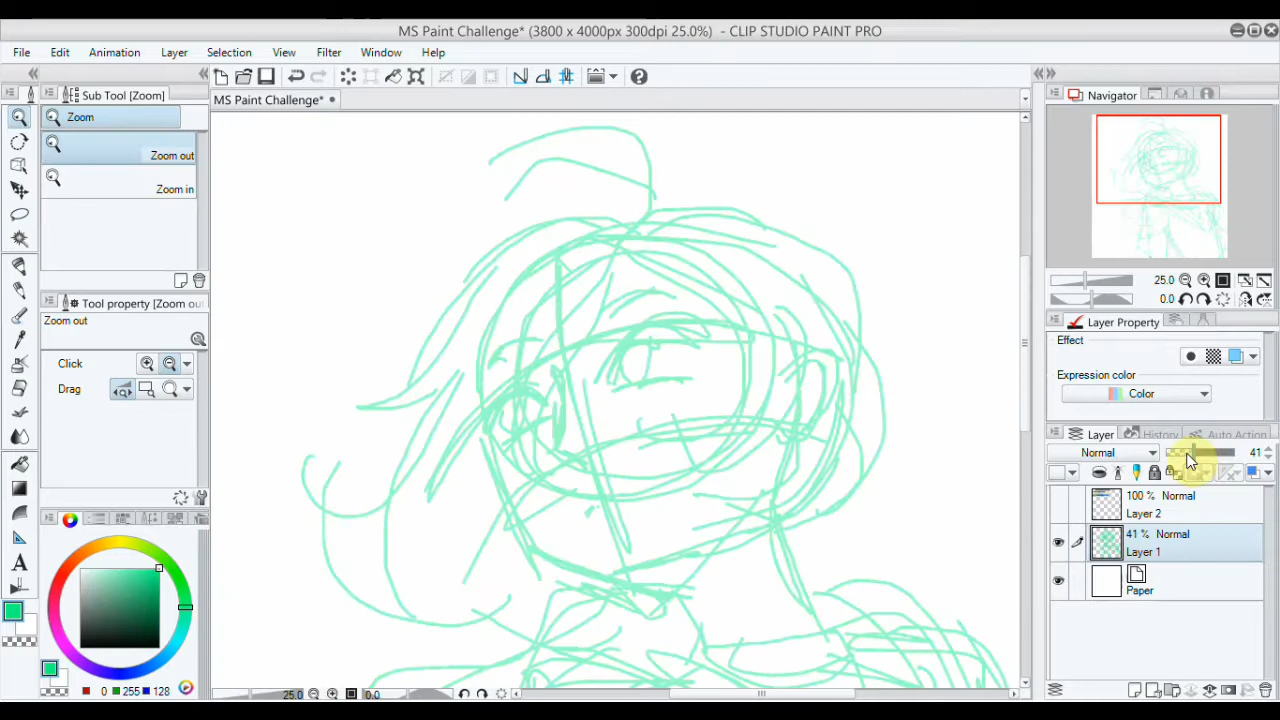 MS Paint Challenge* (3800 x 4000px 300dpi 25.0%) - CLIP STUDIO PAINT PRO
File Edit Animation Layer Selection View Filter Window Help
Sub Tool [Zoom]
MS Paint Challenge*
Navigator
Zoom
Zoom out
Zoom in
25.0
0.0
Tool property [Zoom out
Layer Property
Zoom out
Effect
Click
Expression color
Drag
Color
Layer History Auto Action
Normal 41
100 % Normal
Layer 2
41 % Normal
Layer 1
Paper
0 255 128
25.0 0.0